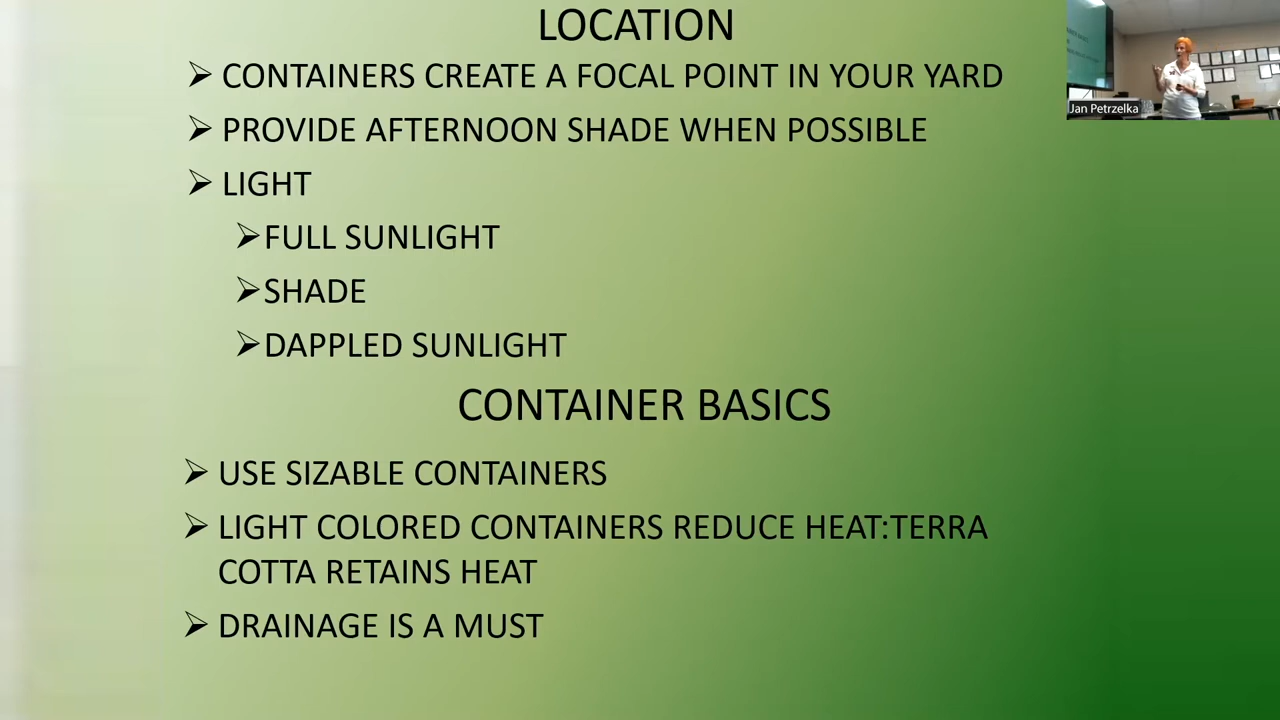 LOCATION
CONTAINERS CREATE A FOCAL POINT IN YOUR YARD
PROVIDE AFTERNOON SHADE WHEN POSSIBLE
LIGHT
FULL SUNLIGHT
SHADE
DAPPLED SUNLIGHT
CONTAINER BASICS
USE SIZABLE CONTAINERS
LIGHT COLORED CONTAINERS REDUCE HEAT:TERRA
COTTA RETAINS HEAT
DRAINAGE IS A MUST
Jan Petrzelka